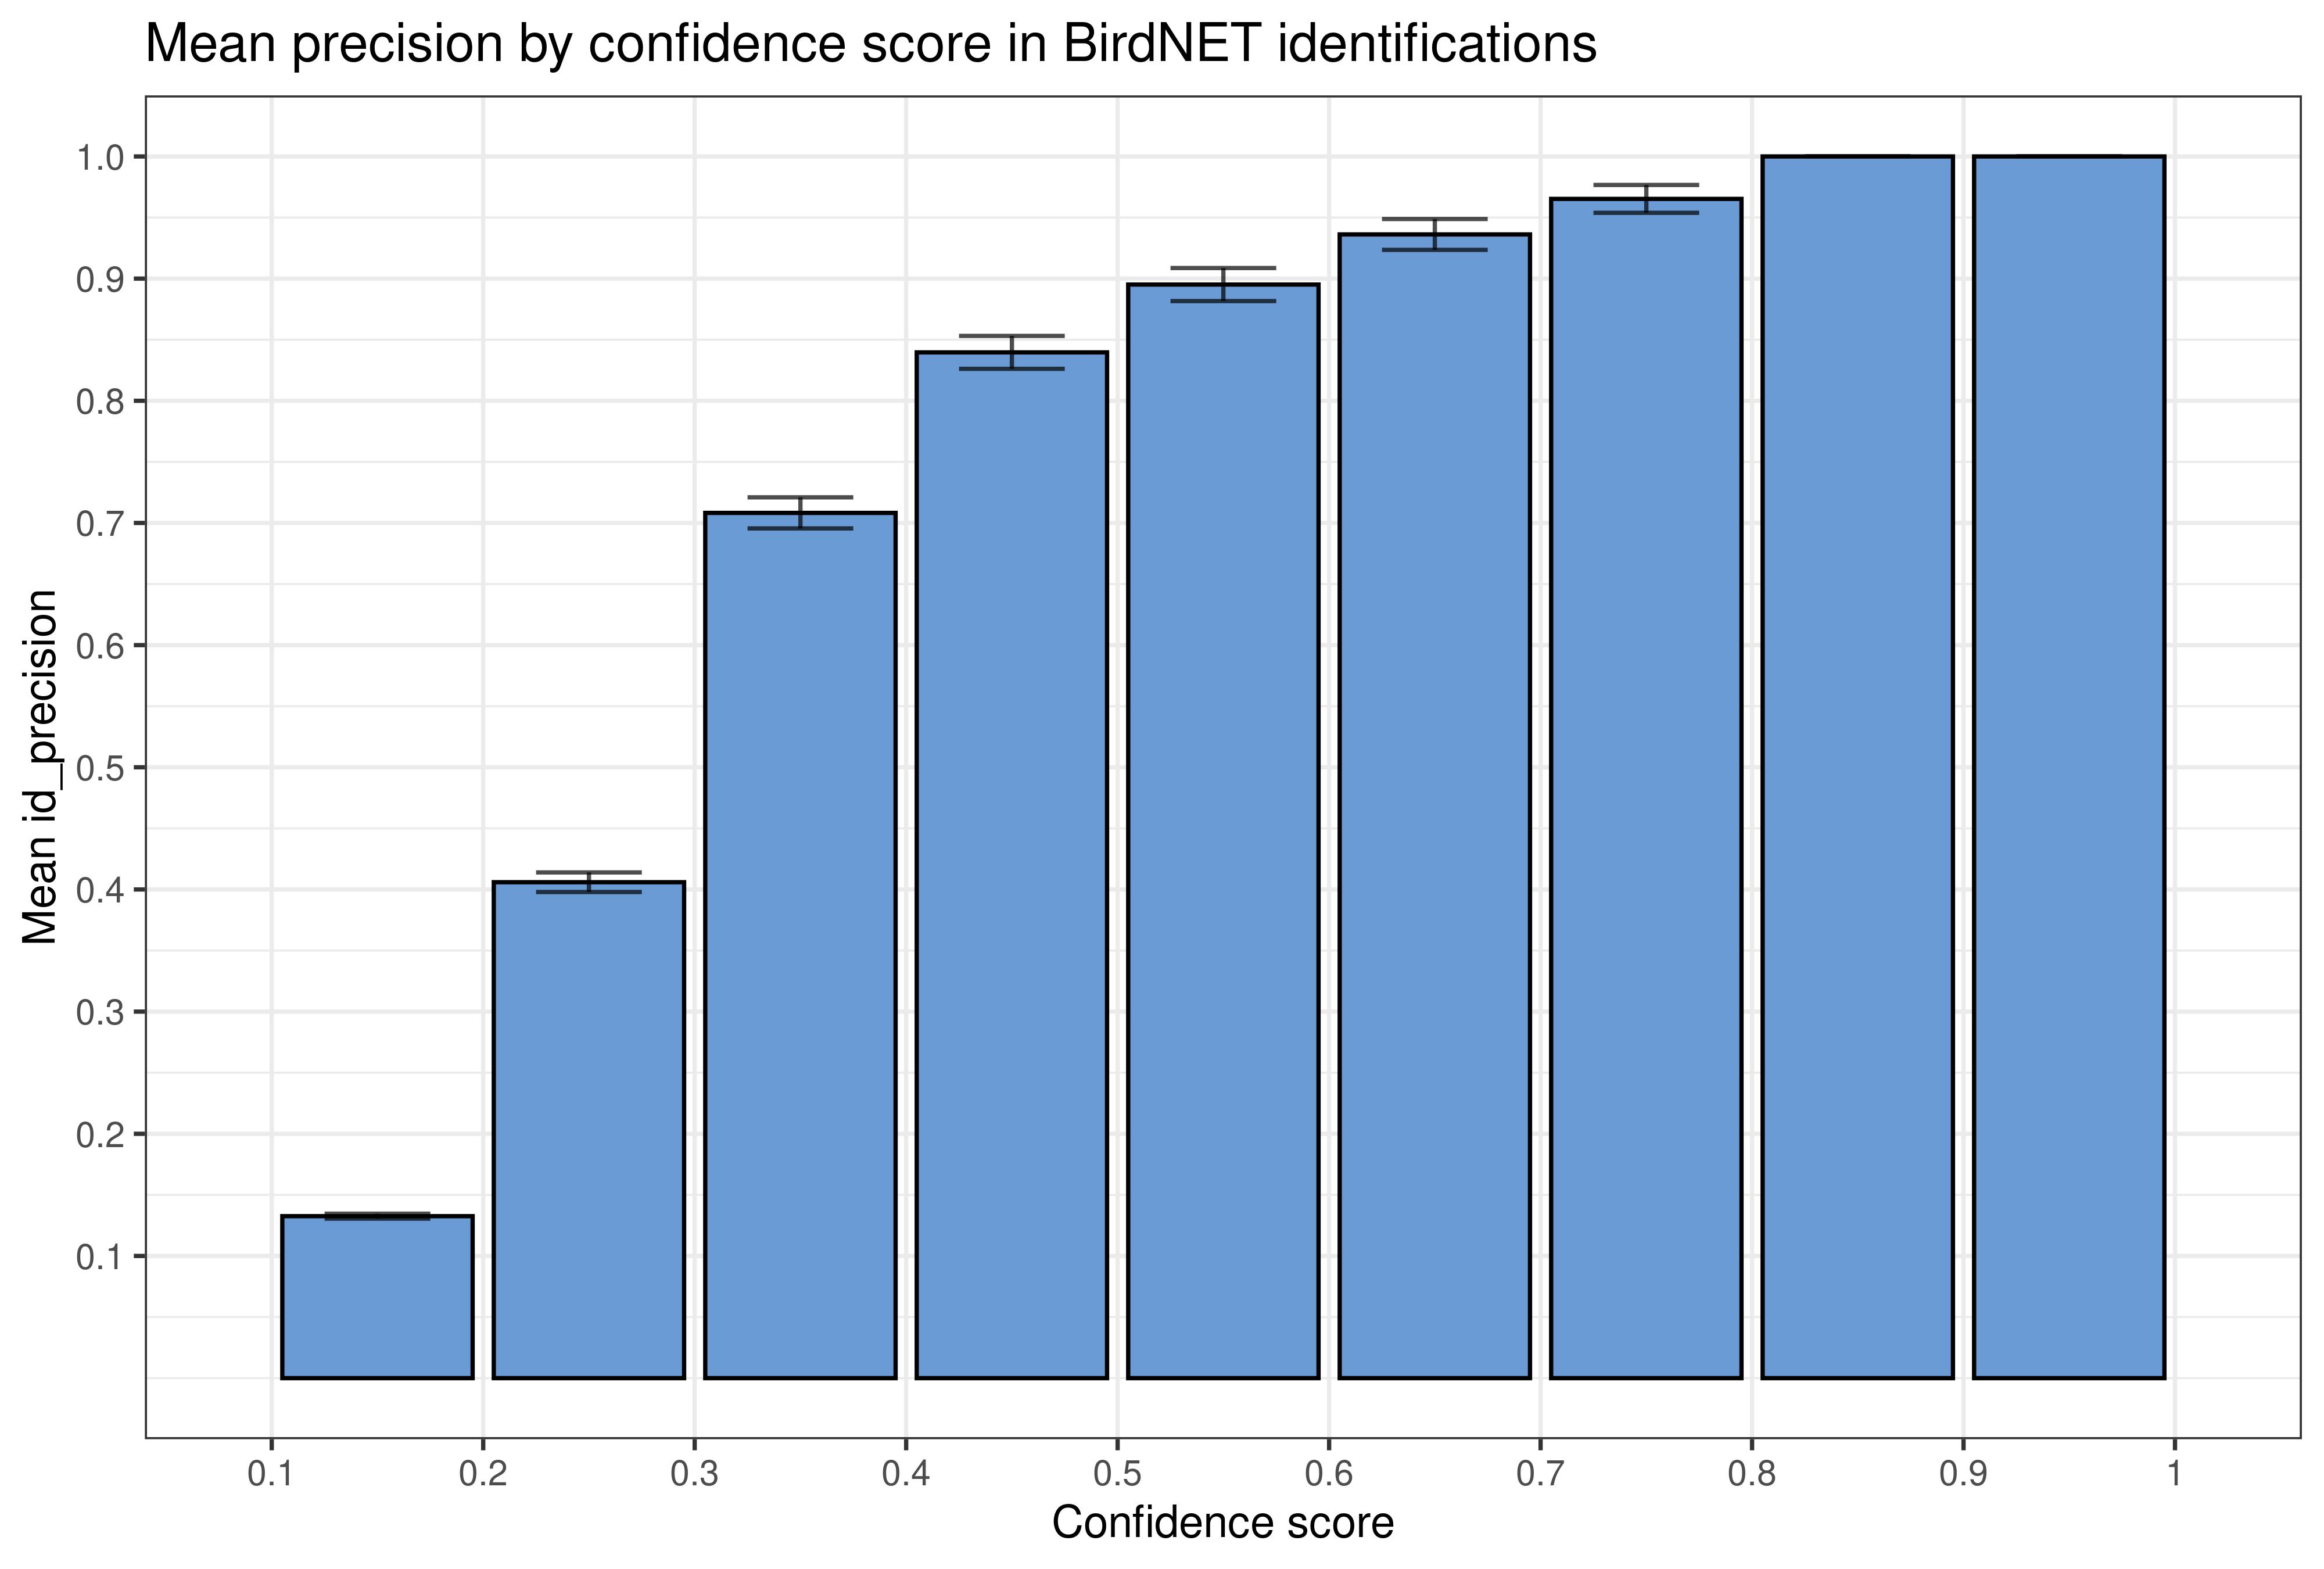 Mean precision by confidence score in BirdNET identifications
Mean id_precision
1.0
0.9
0.8
0.7
0.6
0.5
0.4
0.3
0.2
0.1
0.1 0.2 0.3 0.4 0.5 0.6 0.7 0.8 0.9 1
Confidence score